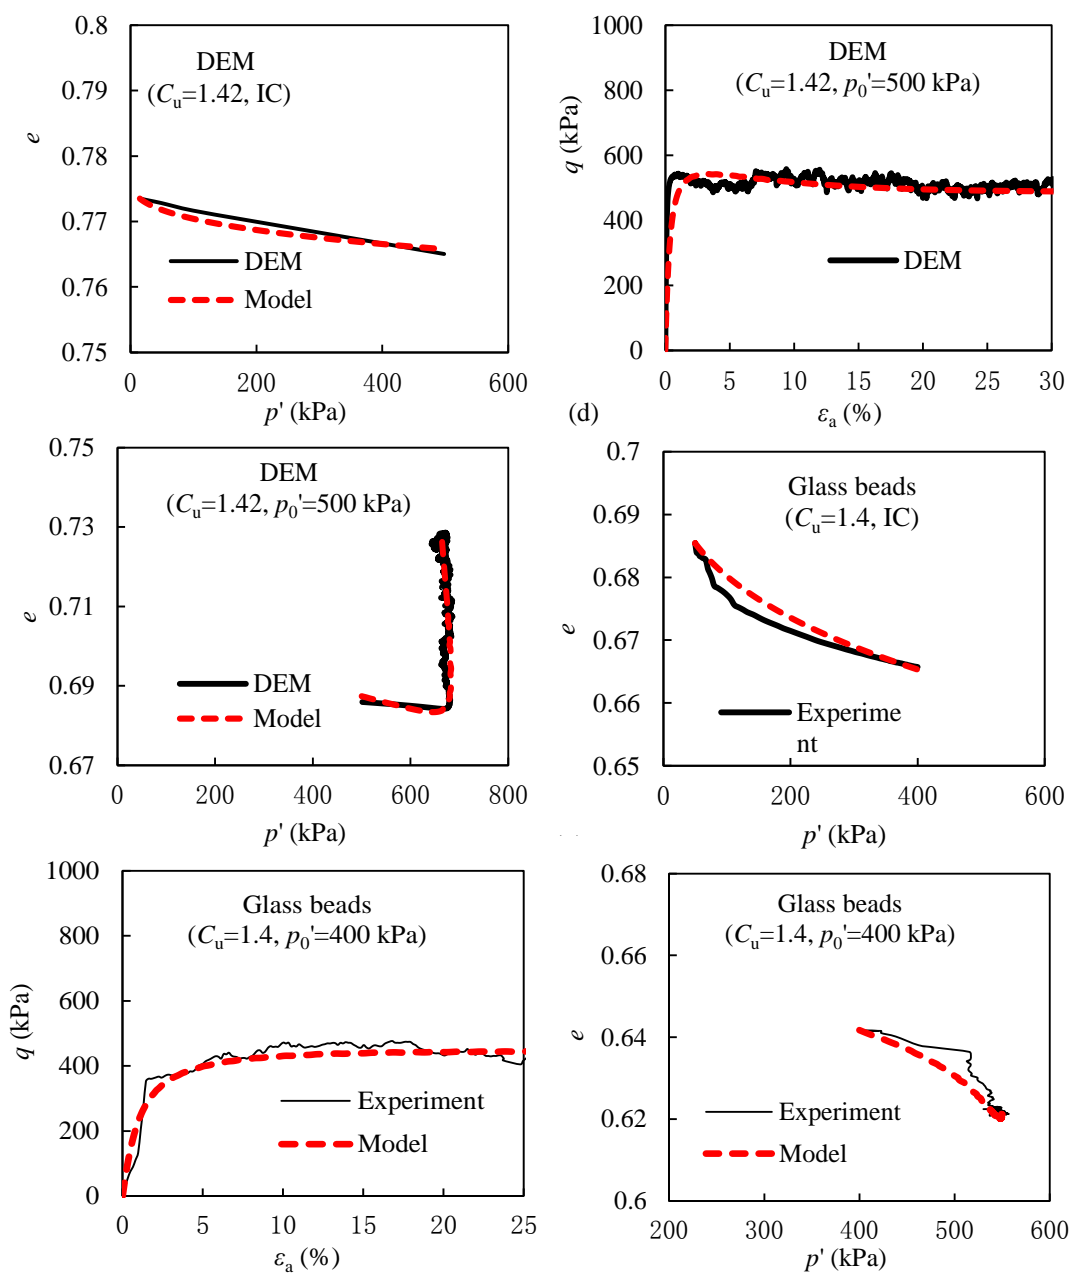 0.8
0.79
0.78
0.77
0.76
0.75
e
DEM
(Cu=1.42, IC)
DEM
Model
0
200
400
600
p' (kPa)
1000
800
600
400
200
0
q (kPa)
DEM
(Cu=1.42, p0'=500 kPa)
DEM
0
5
10
15
20
25
30
εa (%)
(d)
0.75
0.73
0.71
0.69
0.67
e
DEM
(Cu=1.42, p0'=500 kPa)
DEM
Model
0
200
400
600
800
p' (kPa)
0.7
0.69
0.68
0.67
0.66
0.65
e
Glass beads
(Cu=1.4, IC)
Experime
nt
0
200
400
600
p' (kPa)
1000
800
600
400
200
0
q (kPa)
Glass beads
(Cu=1.4, p0'=400 kPa)
Experiment
Model
0
5
10
15
20
25
εa (%)
0.68
0.66
0.64
0.62
0.6
e
Glass beads
(Cu=1.4, p0'=400 kPa)
Experiment
Model
200
300
400
500
600
p' (kPa)